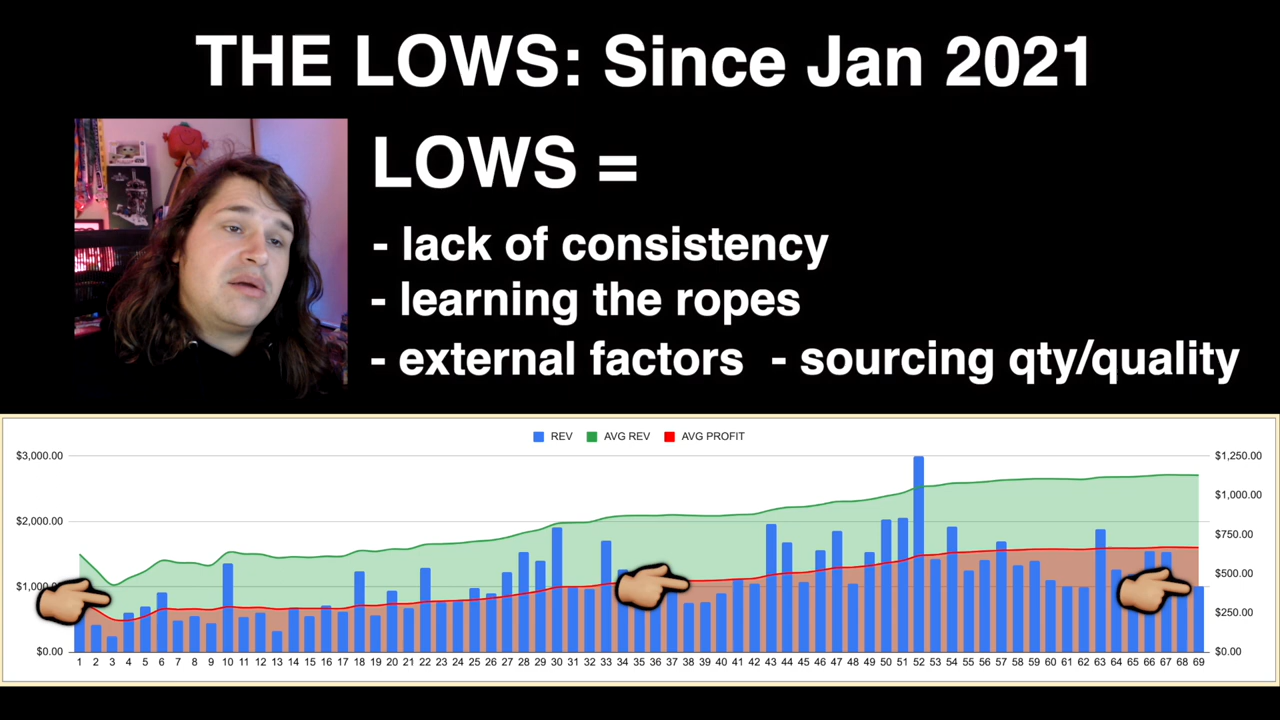 THE LOWS: Since Jan 2021
LOWS =
- lack of consistency
- learning the ropes
- external factors - sourcing qty/quality
REV AVG REV AVG PROFIT
$3,000.00 $1,250.00
$1,000.00
$2,000.00 $750.00
$500.00
$1,000.00
$250.00
$0.00 $0.00
1 2 3 4 5 6 7 8 9 10 11 12 13 14 15 16 17 18 19 20 21 22 23 24 25 26 27 28 29 30 31 32 33 34 35 36 37 38 39 40 41 42 43 44 45 46 47 48 49 50 51 52 53 54 55 56 57 58 59 60 61 62 63 64 65 66 67 68 69